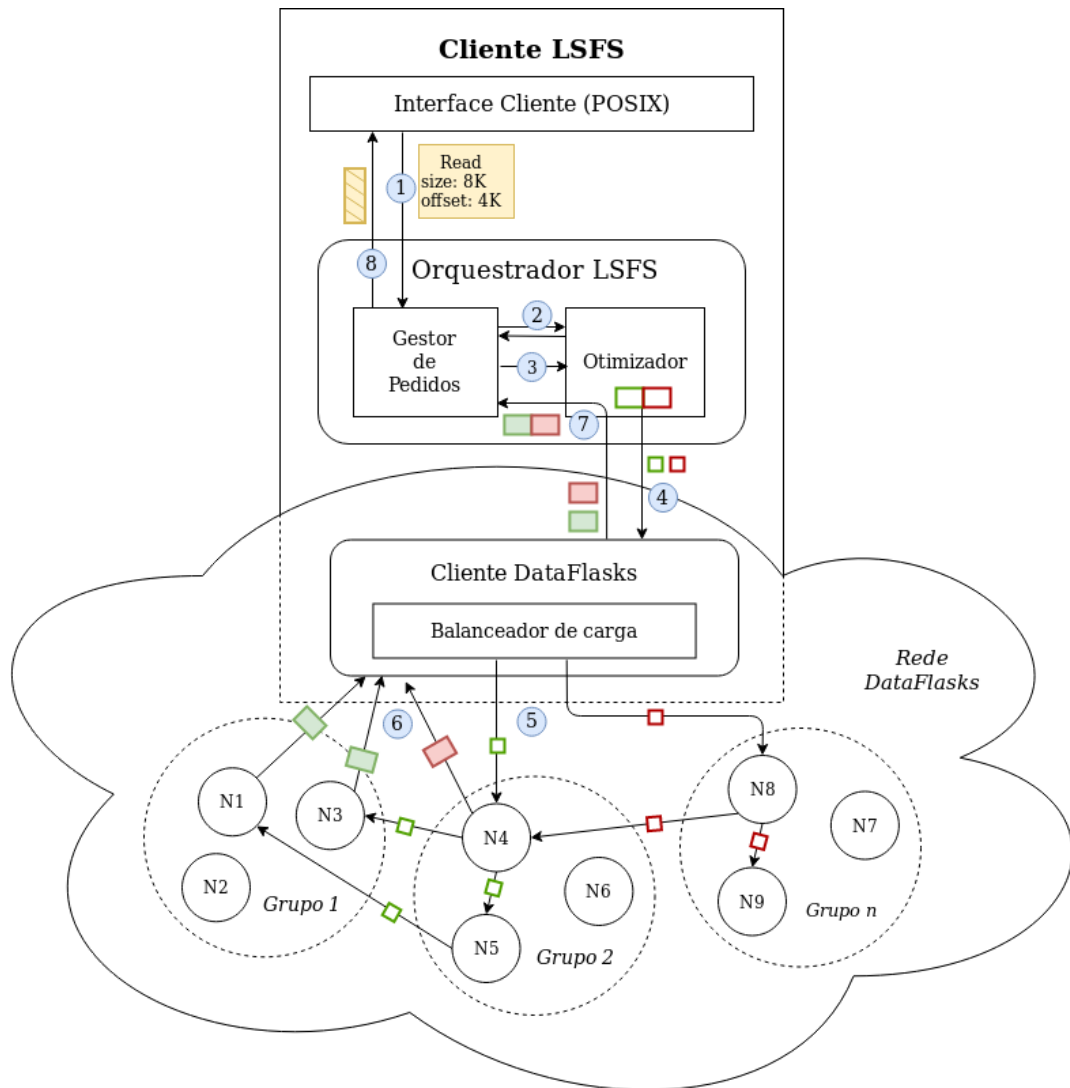 Cliente LSFS
Interface Cliente (POSIX)
Read
size: 8K
offset: 4K
1
8
Orquestrador LSFS
Gestor
de
Pedidos
2
3
Otimizador
7
4
Cliente DataFlasks
Balanceador de carga
Rede
DataFlasks
6
5
N1
N3
N2
Grupo 1
N4
N6
N5
Grupo 2
N8
N7
N9
Grupo n